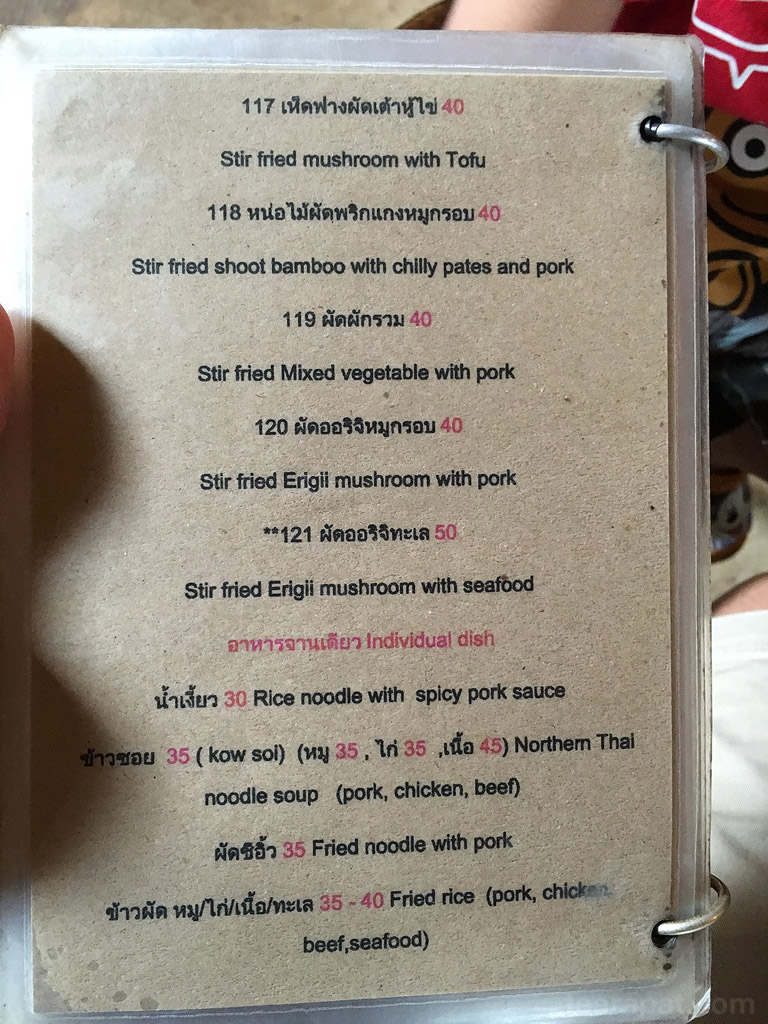 117 เห็ดฟางผัดเต้าหู้ไข่ 40
Stir fried mushroom with Tofu
118 หน่อไม้ผัดพริกแกงหมูกรอบ 40
Stir fried shoot bamboo with chilly pates and pork
119 ผัดผักรวม 40
Stir fried Mixed vegetable with pork
120 ผัดออริจิหมูกรอบ 40
Stir fried Erigii mushroom with pork
**121 ผัดออริจิทะเล 50
Stir fried Erigii mushroom with seafood
อาหารจานเดียว Individual dish
น้ำเงี้ยว 30 Rice noodle with spicy pork sauce
ข้าวซอย 35 ( kow soi) (หมู 35 , ไก่ 35 ,เนื้อ 45) Northern Thai
noodle soup (pork, chicken, beef)
ผัดซิอิ้ว 35 Fried noodle with pork
ข้าวผัด หมู/ไก่/เนื้อ/ทะเล 35 - 40 Fried rice (pork, chicken,
beef,seafood)